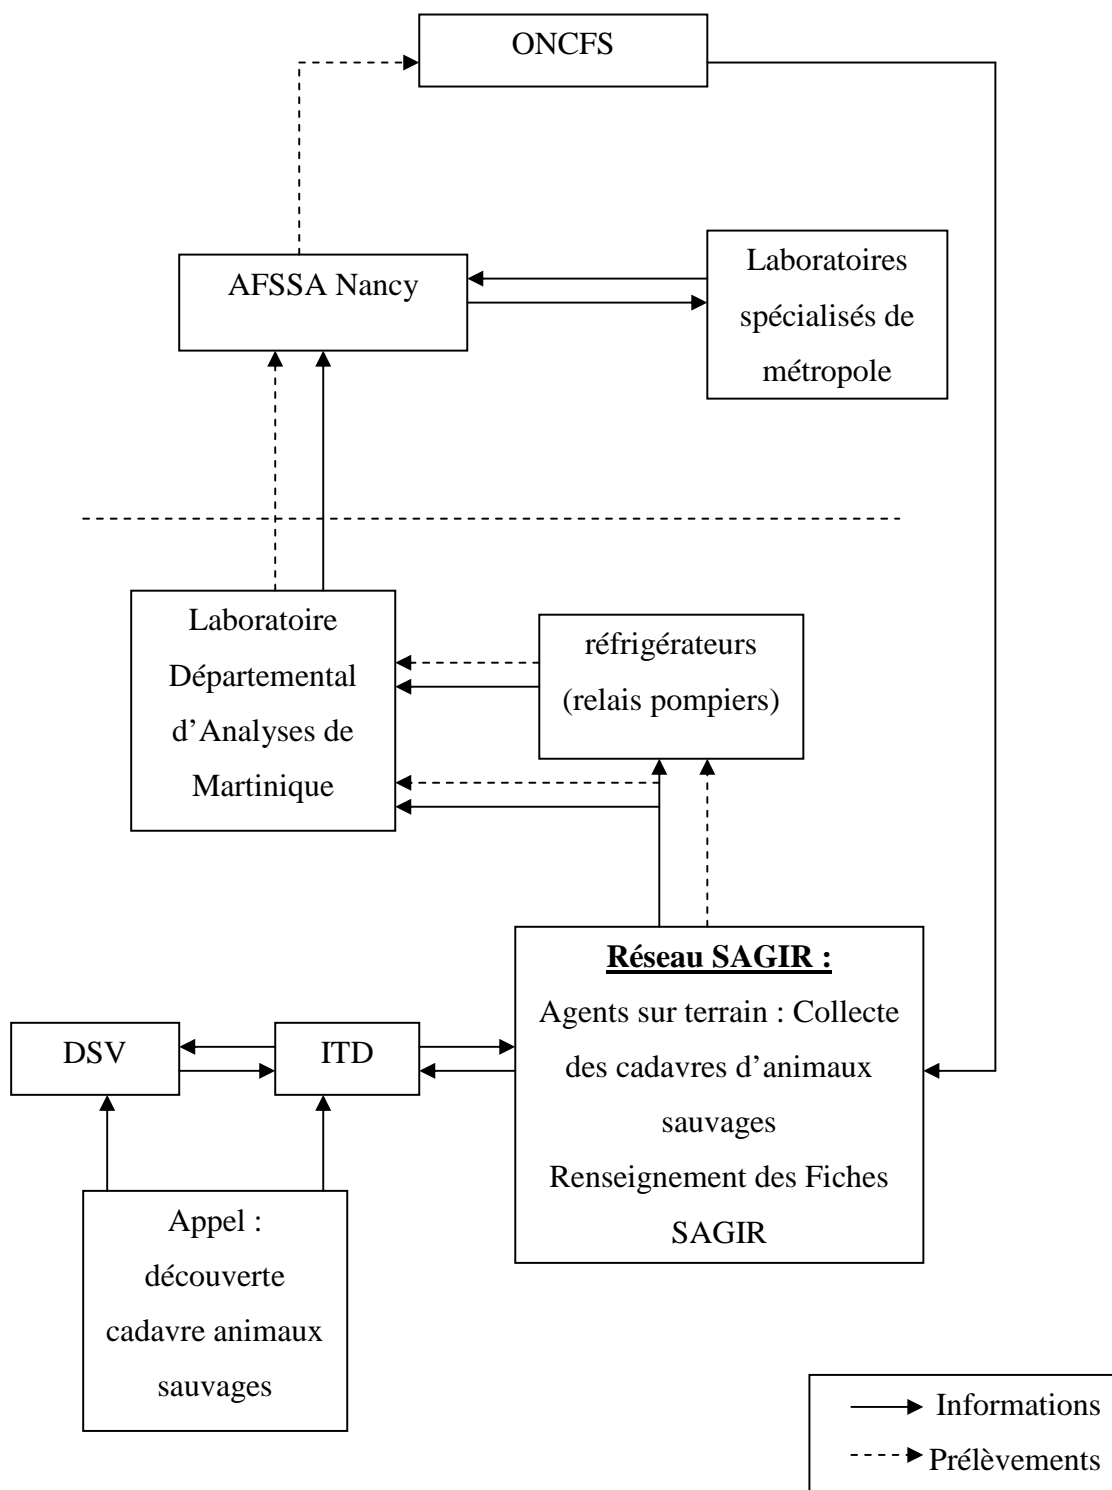 ONCFS
AFSSA Nancy
Laboratoires
spécialisés de
métropole
Laboratoire
Départemental
d’Analyses de
Martinique
réfrigérateurs
(relais pompiers)
Réseau SAGIR :
Agents sur terrain : Collecte
des cadavres d’animaux
sauvages
Renseignement des Fiches
SAGIR
DSV
ITD
Appel :
découverte
cadavre animaux
sauvages
Informations
Prélèvements